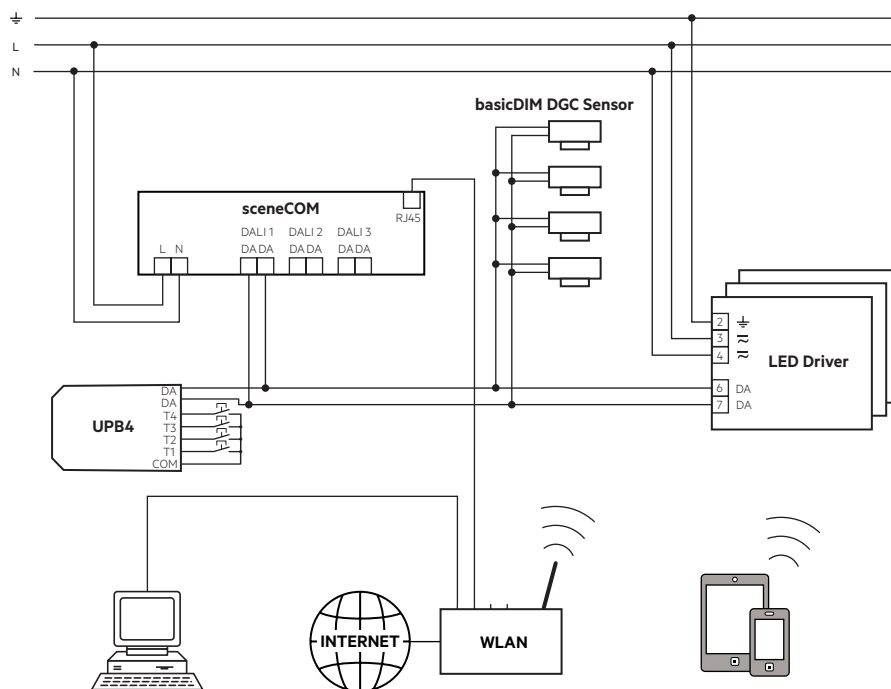 L
N
basicDIM DGC Sensor
sceneCOM
RJ45
DALI 1 DALI 2 DALI 3
L N DA DA DA DA DA DA
2
3
4
LED Driver
6 DA
7 DA
UPB4
DA
DA
T4
T3
T2
T1
COM
INTERNET
WLAN